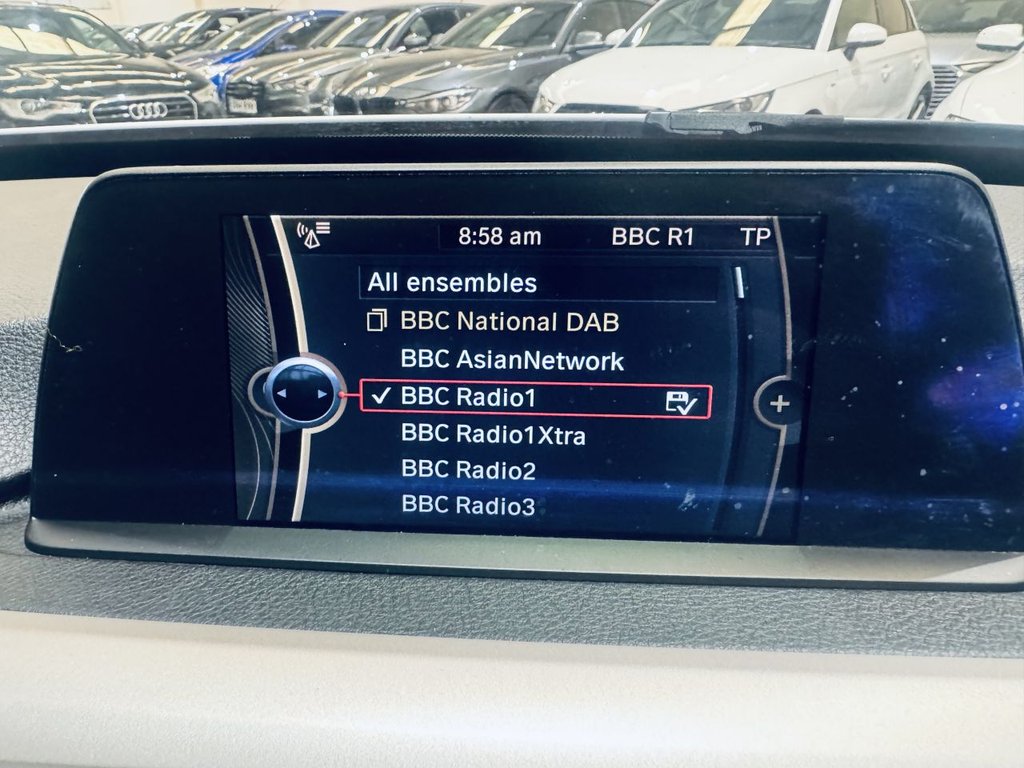 8:58 am BBC R1 TP
All ensembles
BBC National DAB
BBC AsianNetwork
BBC Radio1
BBC Radio1Xtra
BBC Radio2
BBC Radio3